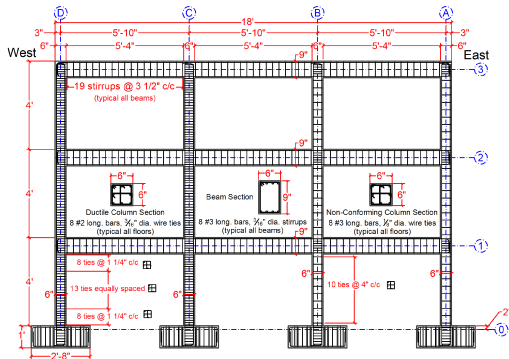 D 18' C B A
3" 5'-10" 5'-10" 5'-10" 3"
6" 5'-4" 6" 5'-4" 6" 5'-4" 6"
West East
9" 3
19 stirrups @ 3 1/2" c/c
(typical all beams)
4'
9" 2
6" 6" 6"
6" Beam Section 9" 6"
Ductile Column Section Non-Conforming Column Section
8 #2 long. bars, 3/16" dia. wire ties 8 #3 long. bars, 3/16" dia. stirrups 8 #3 long. bars, 3/16" dia. wire ties
(typical all floors) (typical all beams) (typical all floors)
4'
9" 1
8 ties @ 1 1/4" c/c
6" 6"
13 ties equally spaced 10 ties @ 4" c/c
4' 6" 6"
8 ties @ 1 1/4" c/c
2"
1' 0
2'-8"